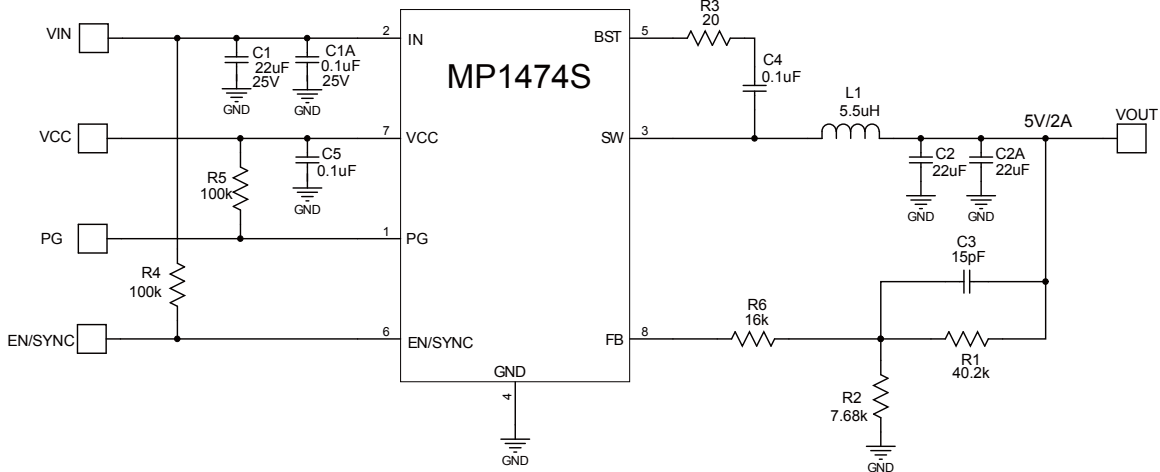 R3
20
VIN
2
IN
BST
5
C1
22uF
25V
GND
C1A
0.1uF
25V
GND
MP1474S
C4
0.1uF
L1
5.5uH
5V/2A
VOUT
VCC
7
VCC
SW
3
C5
0.1uF
GND
C2
22uF
GND
C2A
22uF
GND
R5
100k
PG
1
PG
C3
15pF
R4
100k
R6
16k
EN/SYNC
6
EN/SYNC
FB
8
R1
40.2k
GND
4
GND
R2
7.68k
GND